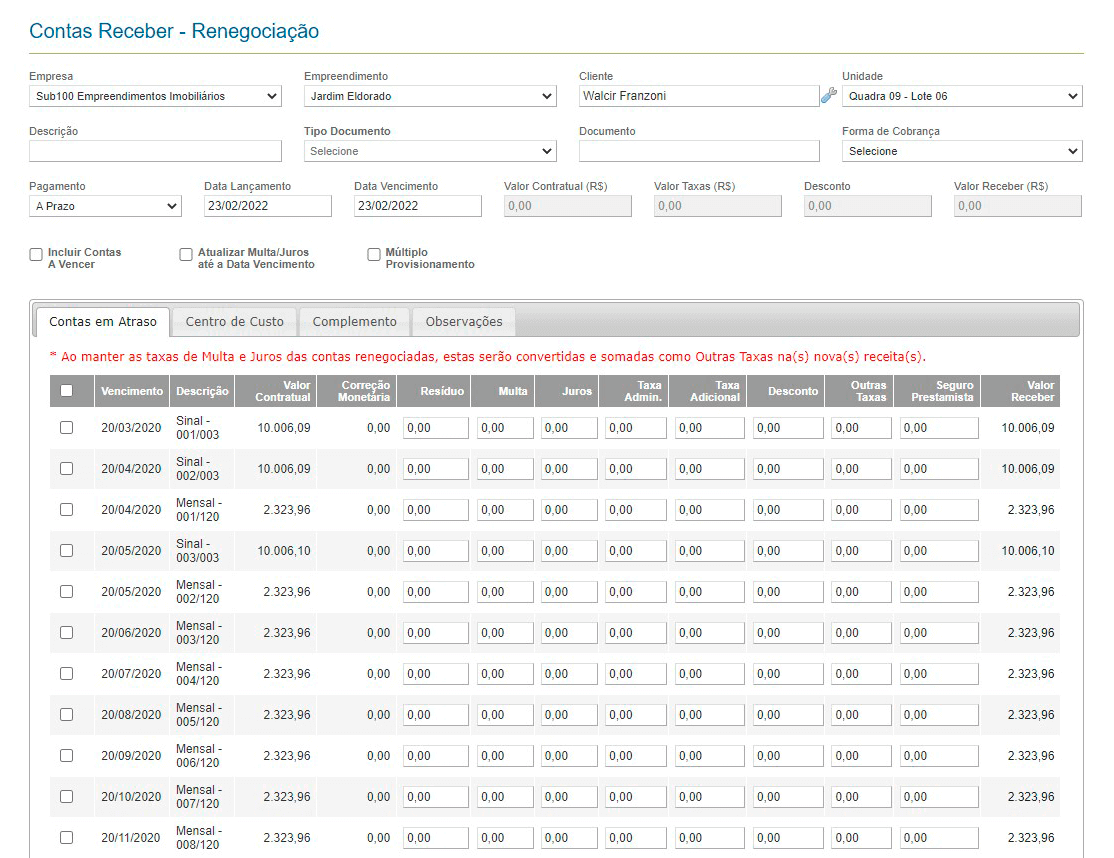 Contas Receber - Renegociação
Empresa Empreendimento Cliente Unidade
Sub100 Empreendimentos Imobiliários Jardim Eldorado Walcir Franzoni Quadra 09 - Lote 06
Descrição Tipo Documento Documento Forma de Cobrança
Selecione Selecione
Pagamento Data Lançamento Data Vencimento Valor Contratual (R$) Valor Taxas (R$) Desconto Valor Receber (R$)
A Prazo 23/02/2022 23/02/2022 0,00 0,00 0,00 0,00
Incluir Contas Atualizar Multa/Juros Múltiplo
A Vencer até a Data Vencimento Provisionamento
Contas em Atraso Centro de Custo Complemento Observações
* Ao manter as taxas de Multa e Juros das contas renegociadas, estas serão convertidas e somadas como Outras Taxas na(s) nova(s) receita(s).
Vencimento Descrição Valor Contratual Correção Monetária Resíduo Multa Juros Taxa Admin. Taxa Adicional Desconto Outras Taxas Seguro Prestamista Valor Receber
20/03/2020 Sinal - 001/003 10.006,09 0,00 0,00 0,00 0,00 0,00 0,00 0,00 0,00 0,00 10.006,09
20/04/2020 Sinal - 002/003 10.006,09 0,00 0,00 0,00 0,00 0,00 0,00 0,00 0,00 0,00 10.006,09
20/04/2020 Mensal - 001/120 2.323,96 0,00 0,00 0,00 0,00 0,00 0,00 0,00 0,00 0,00 2.323,96
20/05/2020 Sinal - 003/003 10.006,10 0,00 0,00 0,00 0,00 0,00 0,00 0,00 0,00 0,00 10.006,10
20/05/2020 Mensal - 002/120 2.323,96 0,00 0,00 0,00 0,00 0,00 0,00 0,00 0,00 0,00 2.323,96
20/06/2020 Mensal - 003/120 2.323,96 0,00 0,00 0,00 0,00 0,00 0,00 0,00 0,00 0,00 2.323,96
20/07/2020 Mensal - 004/120 2.323,96 0,00 0,00 0,00 0,00 0,00 0,00 0,00 0,00 0,00 2.323,96
20/08/2020 Mensal - 005/120 2.323,96 0,00 0,00 0,00 0,00 0,00 0,00 0,00 0,00 0,00 2.323,96
20/09/2020 Mensal - 006/120 2.323,96 0,00 0,00 0,00 0,00 0,00 0,00 0,00 0,00 0,00 2.323,96
20/10/2020 Mensal - 007/120 2.323,96 0,00 0,00 0,00 0,00 0,00 0,00 0,00 0,00 0,00 2.323,96
20/11/2020 Mensal - 008/120 2.323,96 0,00 0,00 0,00 0,00 0,00 0,00 0,00 0,00 0,00 2.323,96